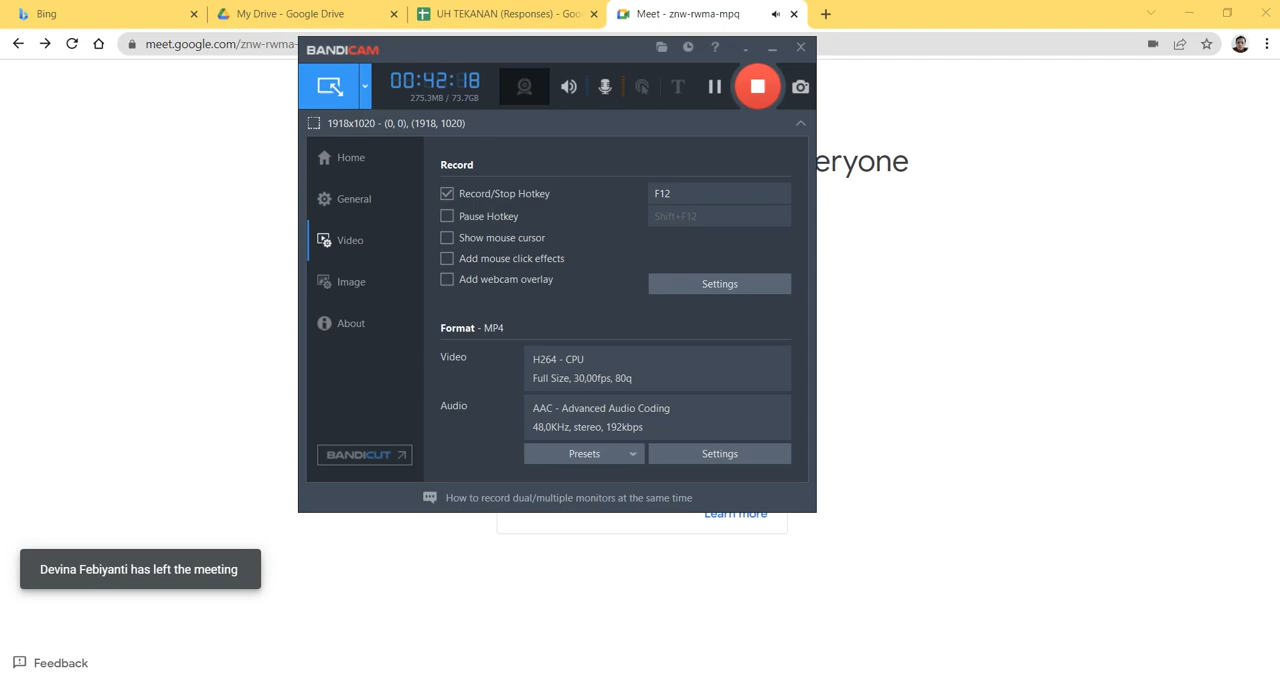 Bing
My Drive - Google Drive
UH TEKANAN (Responses) - Goo
Meet - znw-rwma-mpq
meet.google.com/znw-rwma-
BANDICAM
00:42:18
275.3MB / 73.7GB
1918x1020 - (0, 0), (1918, 1020)
eryone
Home
General
Video
Image
About
BANDICUT
Record
Record/Stop Hotkey
F12
Pause Hotkey
Shift+F12
Show mouse cursor
Add mouse click effects
Add webcam overlay
Settings
Format - MP4
Video
H264 - CPU
Full Size, 30,00fps, 80q
Audio
AAC - Advanced Audio Coding
48,0KHz, stereo, 192kbps
Presets
Settings
How to record dual/multiple monitors at the same time
Learn more
Devina Febiyanti has left the meeting
Feedback